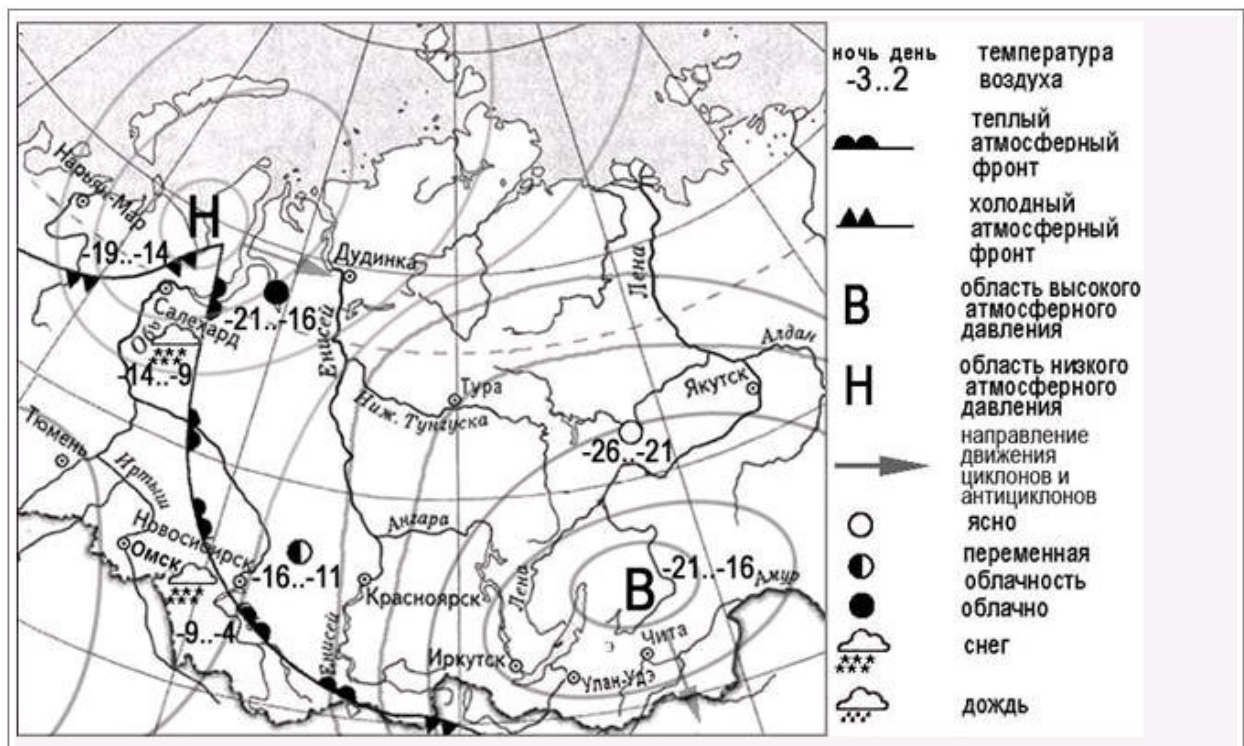 Нарьян-Мар
Н
-19..-14
Дудинка
Салехард
-21..-16
Обь
-14..-9
Енисей
Лена
Алдан
Тура
Ниж. Тунгуска
Якутск
-26..-21
Тюмень
Иртыш
Новосибирск
Омск
-16..-11
Ангара
Красноярск
Лена
В
-21..-16
Амур
-9..-4
Енисей
Иркутск
э
Чита
Улан-Удэ
ночь день
-3..2
температура
воздуха
теплый
атмосферный
фронт
холодный
атмосферный
фронт
В
область высокого
атмосферного
давления
Н
область низкого
атмосферного
давления
направление
движения
циклонов и
антициклонов
ясно
переменная
облачность
облачно
снег
дождь